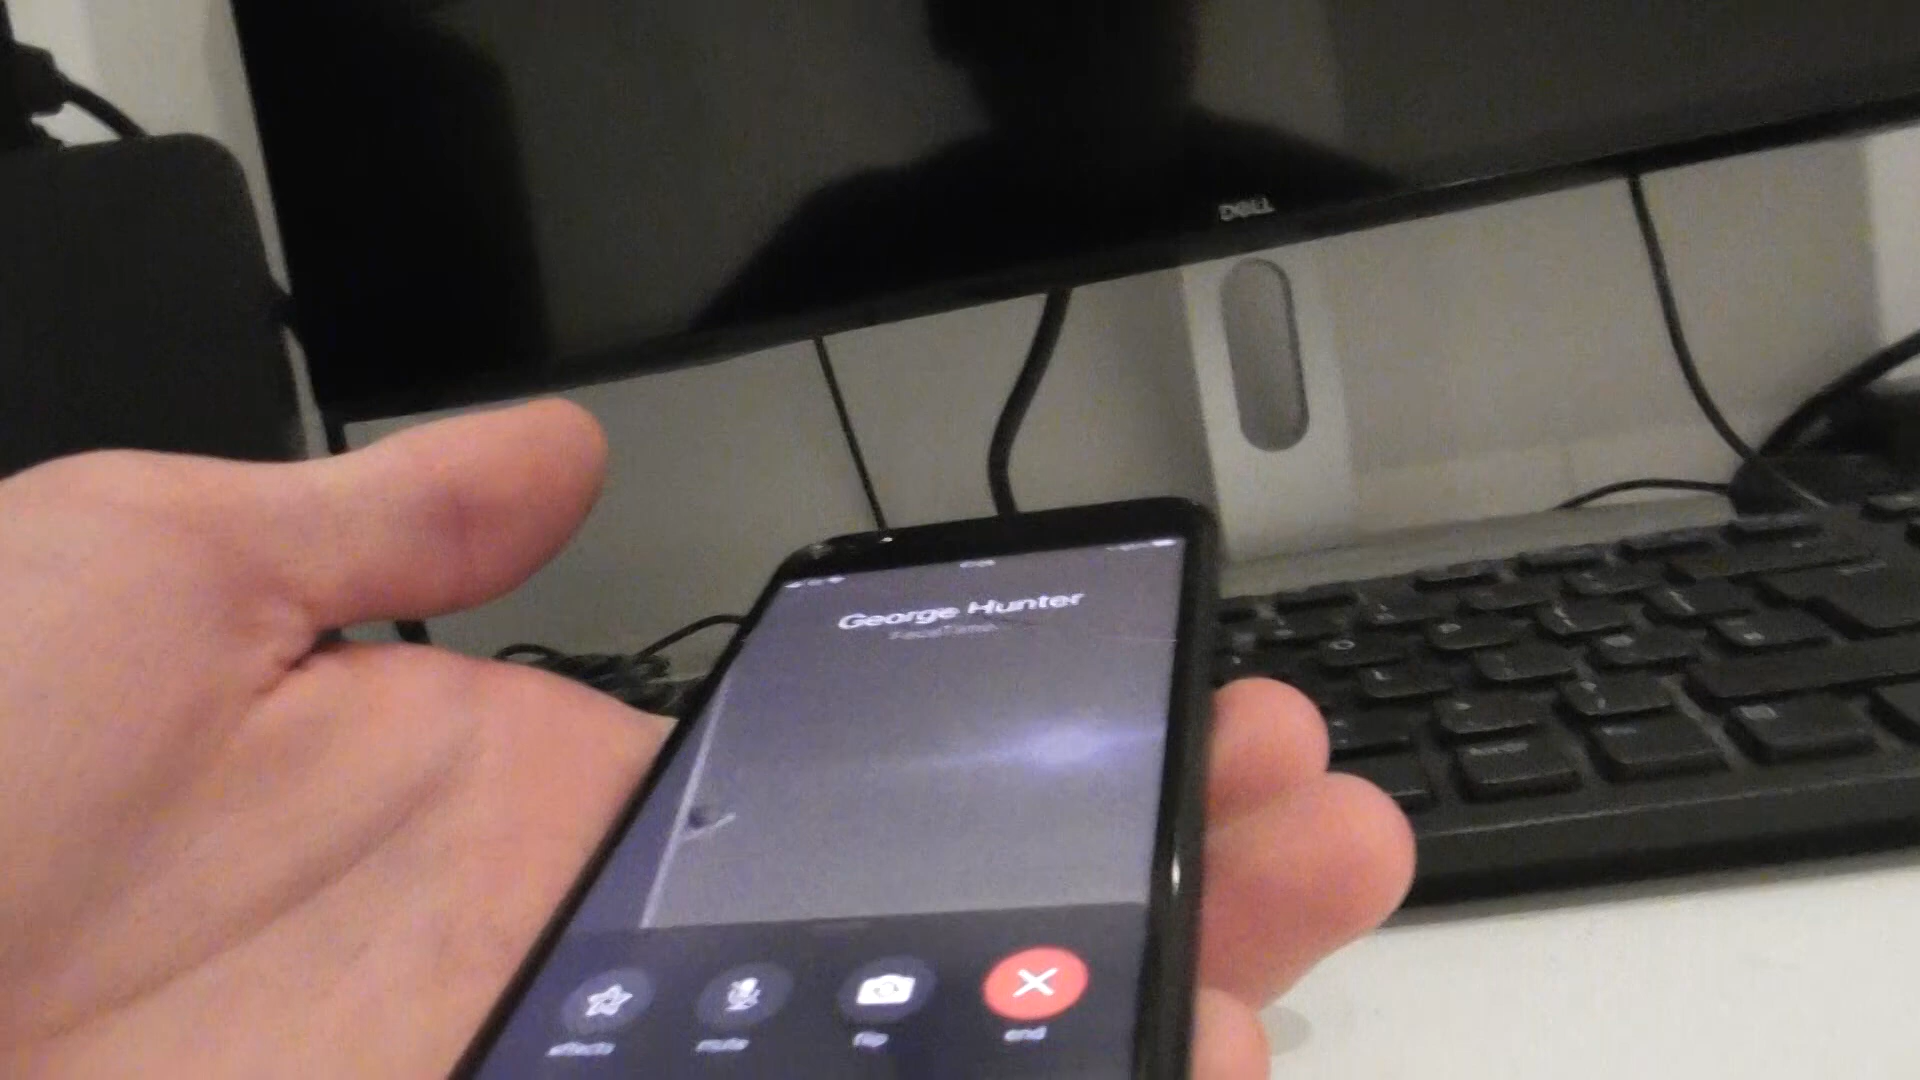 DELL
George Hunter
FaceTime
effects
mute
flip
end